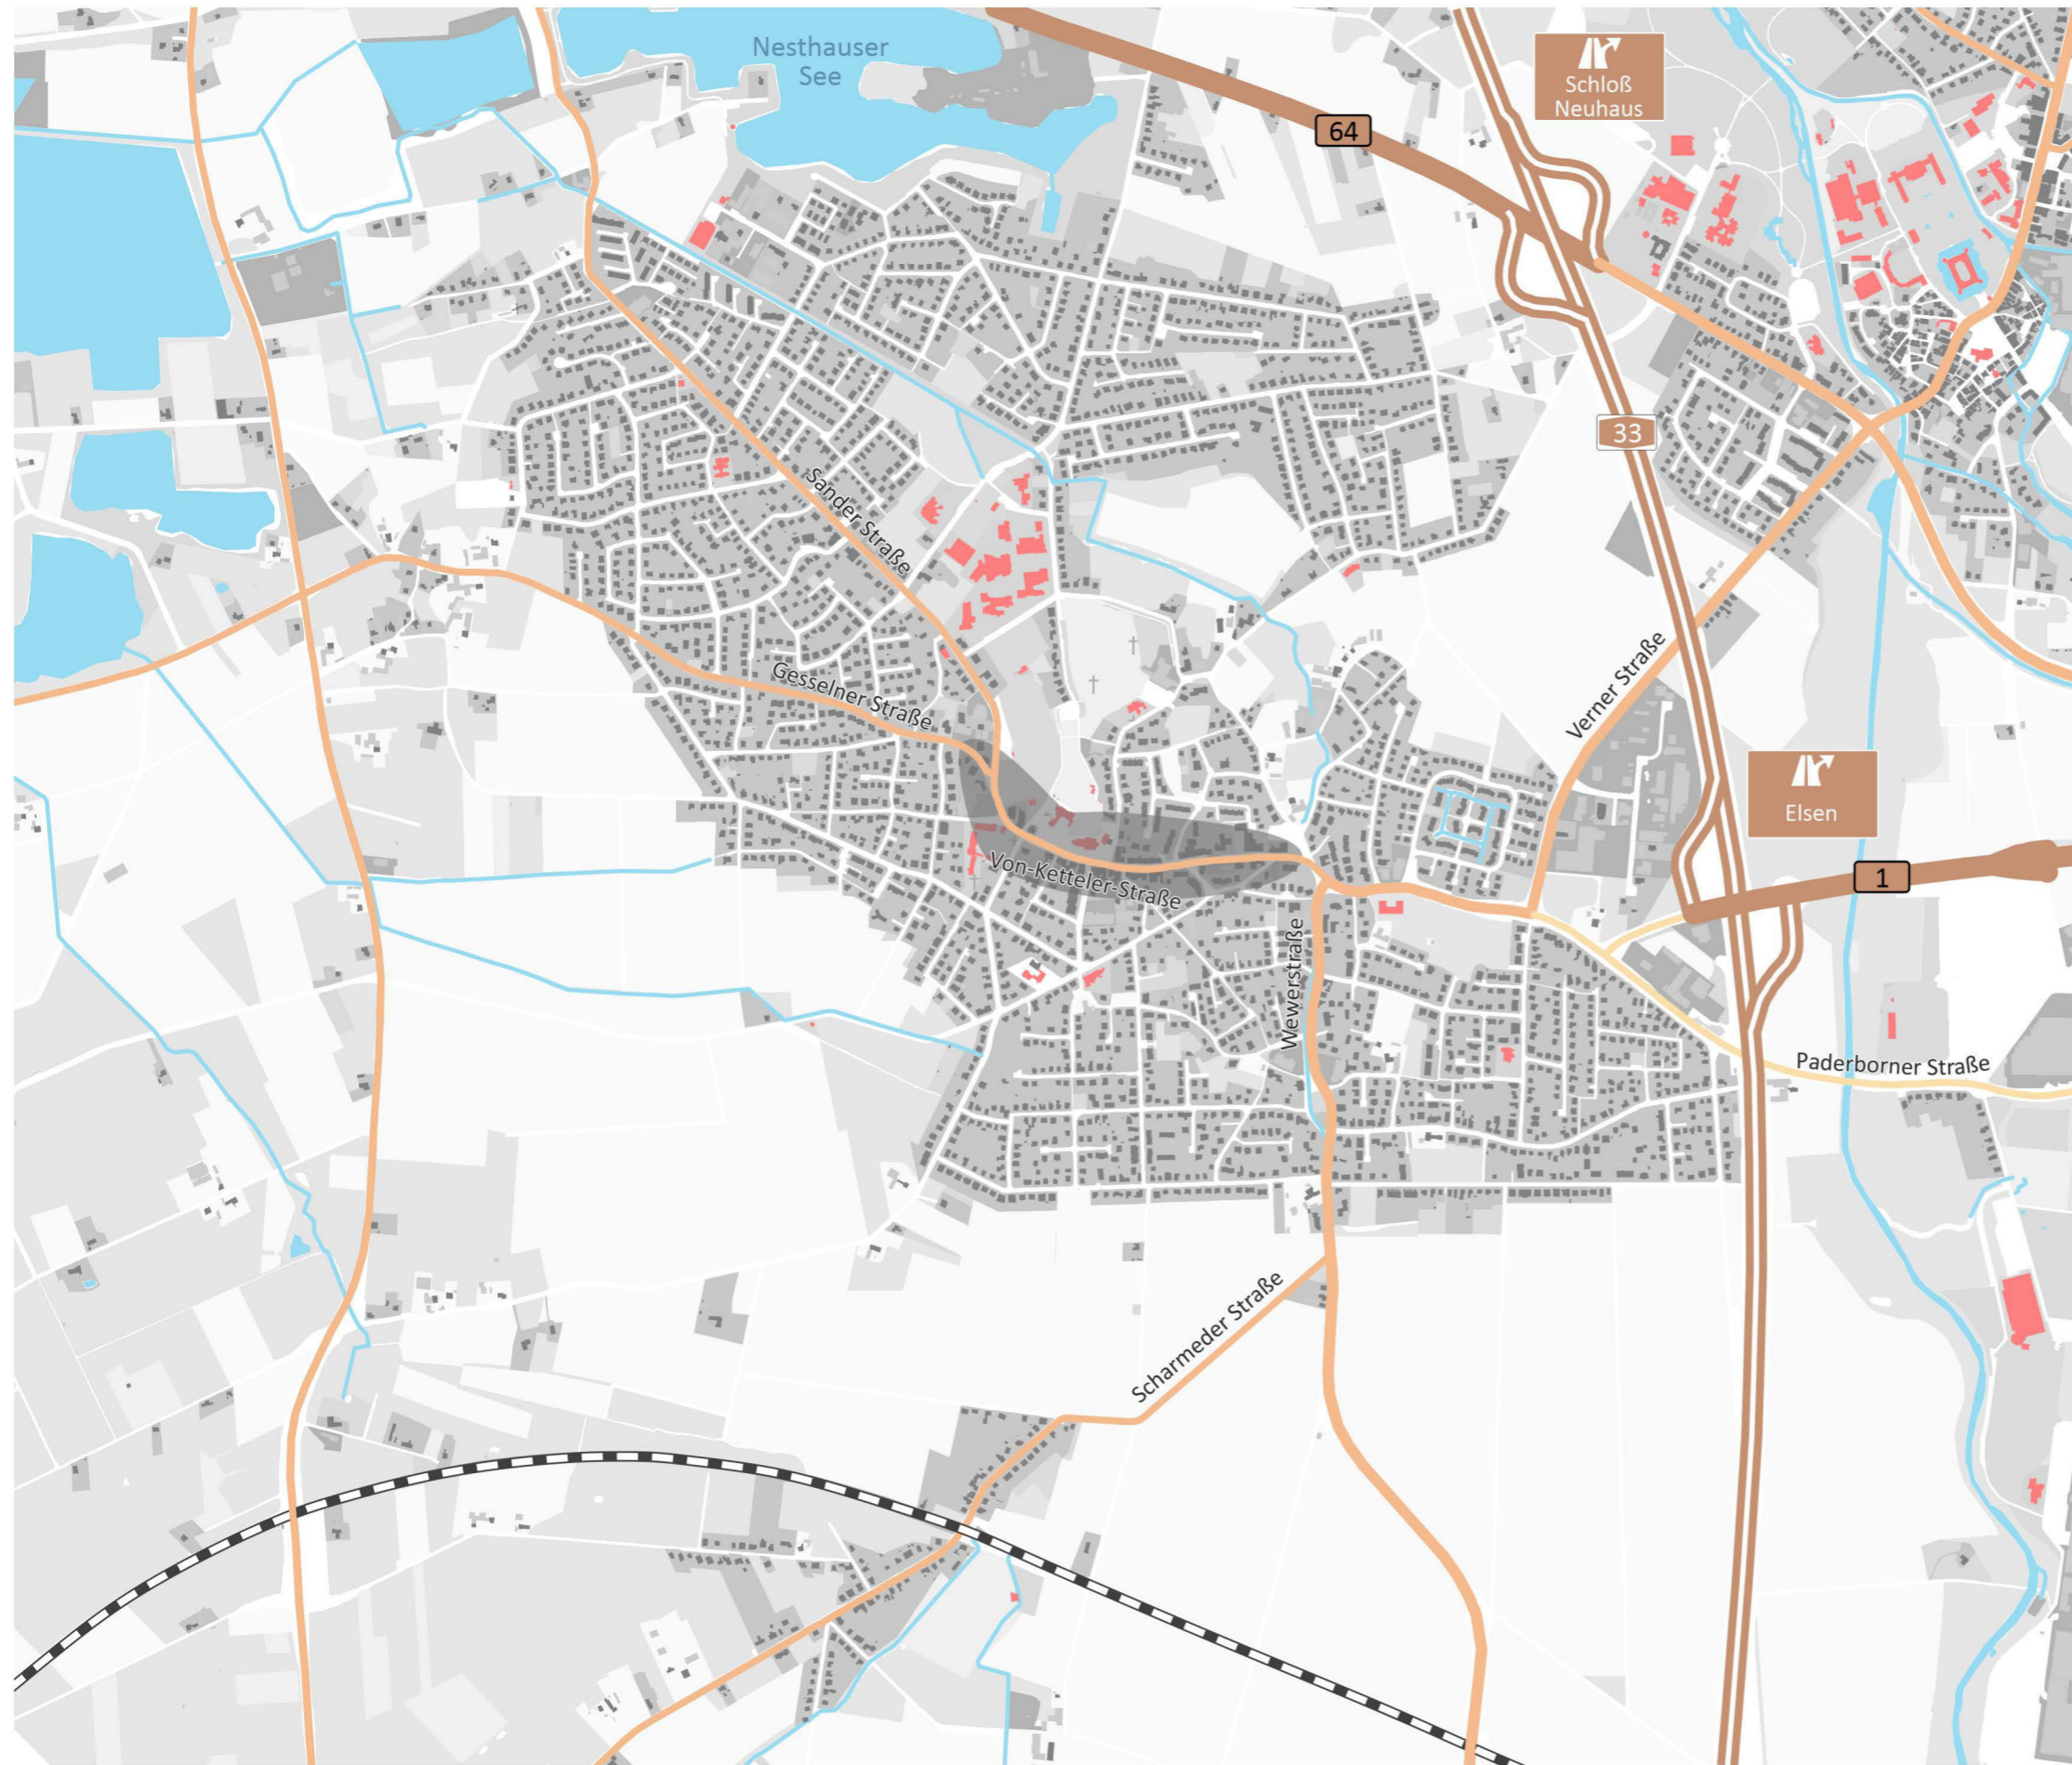 Nesthauser
See
Schloß
Neuhaus
64
33
Sander Straße
Verner Straße
Gesselner Straße
Elsen
Von-Ketteler-Straße
1
Wewerstraße
Paderborner Straße
Scharmeder Straße